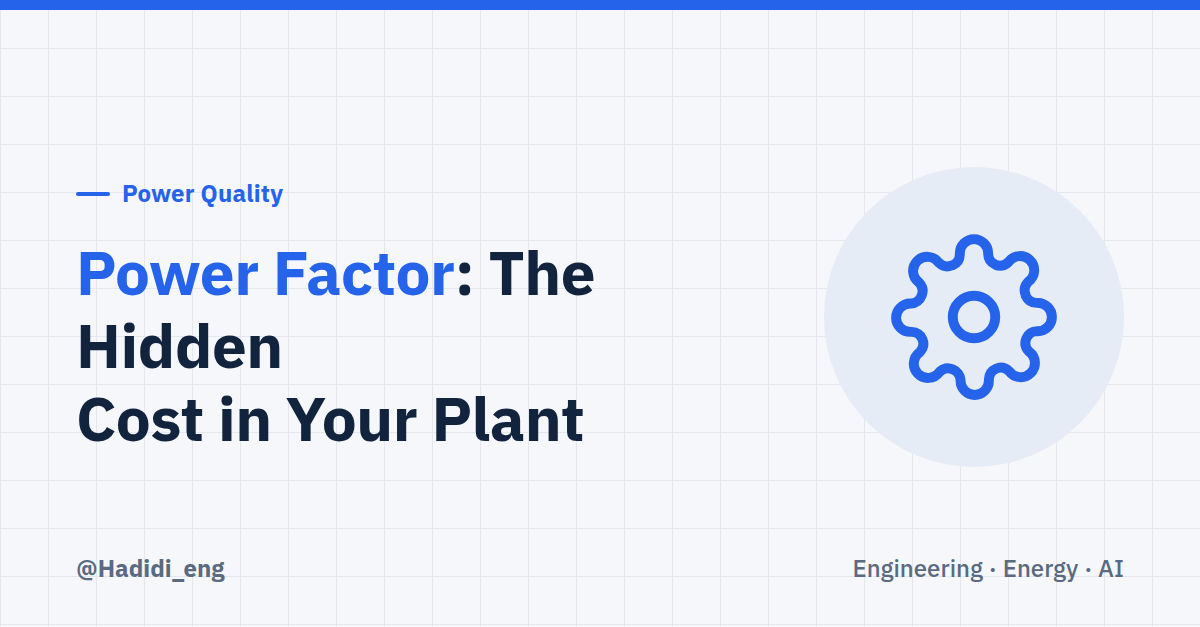 Power Quality
Power Factor: The
Hidden
Cost in Your Plant
@Hadidi_eng
Engineering · Energy · AI